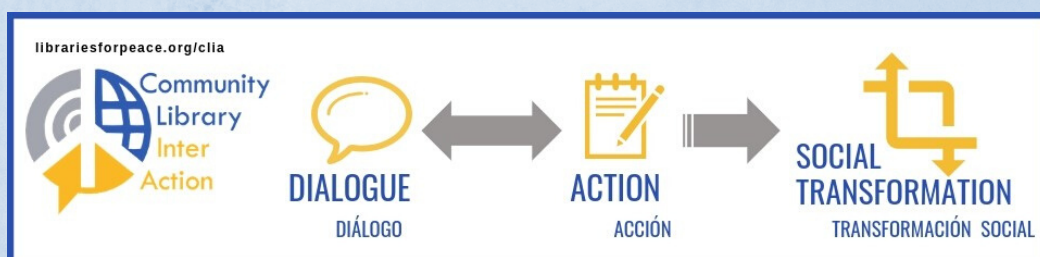 librariesforpeace.org/clia
Community
Library
Inter
Action
DIALOGUE
DIÁLOGO
ACTION
ACCIÓN
SOCIAL
TRANSFORMATION
TRANSFORMACIÓN SOCIAL